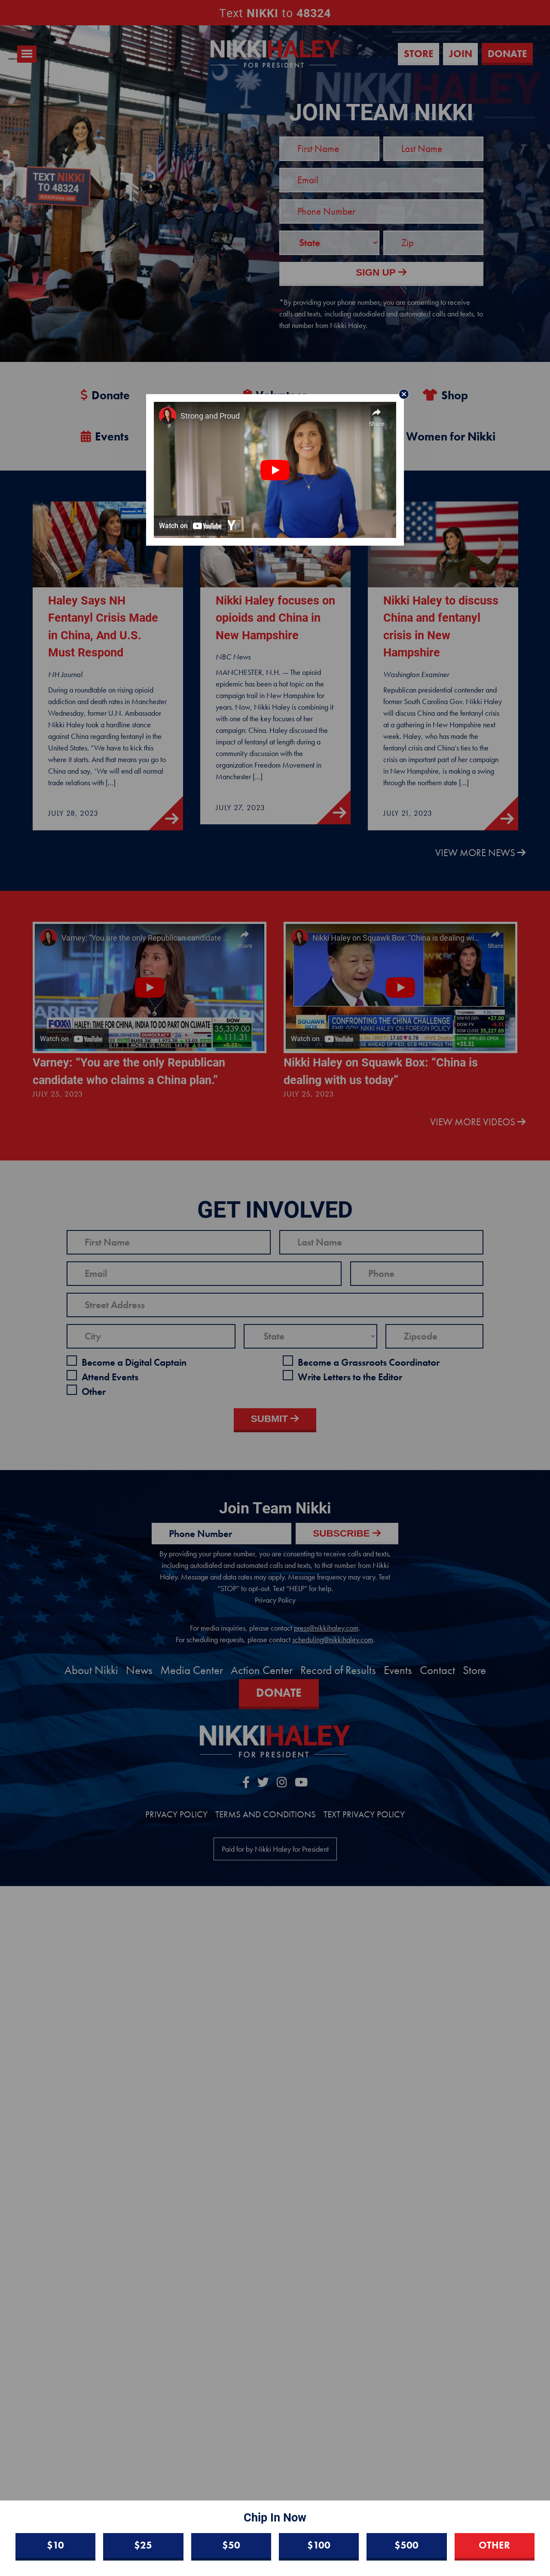 Text NIKKI to 48324
NIKKIHALEY
FOR PRESIDENT
STORE
JOIN
DONATE
TEXT NIKKI
TO 48324
JOIN TEAM NIKKI
First Name
Last Name
Email
Phone Number
State
Zip
SIGN UP
*By providing your phone number, you are consenting to receive
calls and texts, including autodialed and automated calls and texts, to
that number from Nikki Haley.
Donate
Shop
Events
Women for Nikki
Strong and Proud
Share
Watch on YouTube
Haley Says NH
Fentanyl Crisis Made
in China, And U.S.
Must Respond
NH Journal
During a roundtable on rising opioid
addiction and death rates in Manchester
Wednesday, former U.N. Ambassador
Nikki Haley took a hardline stance
against China regarding fentanyl in the
United States. "We have to kick this
where it starts. And that means you go to
China and say, 'We will end all normal
trade relations with [...]
JULY 28, 2023
Nikki Haley focuses on
opioids and China in
New Hampshire
NBC News
MANCHESTER, N.H. — The opioid
epidemic has been a hot topic on the
campaign trail in New Hampshire for
years. Now, Nikki Haley is combining it
with one of the key focuses of her
campaign: China. Haley discussed the
impact of fentanyl at length during a
community discussion with the
organization Freedom Movement in
Manchester [...]
JULY 27, 2023
Nikki Haley to discuss
China and fentanyl
crisis in New
Hampshire
Washington Examiner
Republican presidential contender and
former South Carolina Gov. Nikki Haley
will discuss China and the fentanyl crisis
at a gathering in New Hampshire next
week. Haley, who has made the
fentanyl crisis and China's ties to the
crisis an important part of her campaign
in New Hampshire, is making a swing
through the northern state [...]
JULY 21, 2023
VIEW MORE NEWS
Varney: "You are the only Republican candidate ...
Share
VARNEY
FOX
HALEY: TIME FOR CHINA, INDIA TO DO PART ON CLIMATE
DOW
35,339.00
111.31
Watch on YouTube
Varney: "You are the only Republican
candidate who claims a China plan."
JULY 25, 2023
Nikki Haley on Squawk Box: "China is dealing wi...
Share
SQUAWK BOX
CONFRONTING THE CHINA CHALLENGE
Watch on YouTube
Nikki Haley on Squawk Box: "China is
dealing with us today"
JULY 25, 2023
VIEW MORE VIDEOS
GET INVOLVED
First Name
Last Name
Email
Phone
Street Address
City
State
Zipcode
Become a Digital Captain
Become a Grassroots Coordinator
Attend Events
Write Letters to the Editor
Other
SUBMIT
Join Team Nikki
Phone Number
SUBSCRIBE
By providing your phone number, you are consenting to receive calls and texts,
including autodialed and automated calls and texts, to that number from Nikki
Haley. Message and data rates may apply. Message frequency may vary. Text
"STOP" to opt-out. Text "HELP" for help.
Privacy Policy
For media inquiries, please contact press@nikkihaley.com.
For scheduling requests, please contact scheduling@nikkihaley.com.
About Nikki News Media Center Action Center Record of Results Events Contact Store
DONATE
NIKKIHALEY
FOR PRESIDENT
PRIVACY POLICY TERMS AND CONDITIONS TEXT PRIVACY POLICY
Paid for by Nikki Haley for President
Chip In Now
$10
$25
$50
$100
$500
OTHER